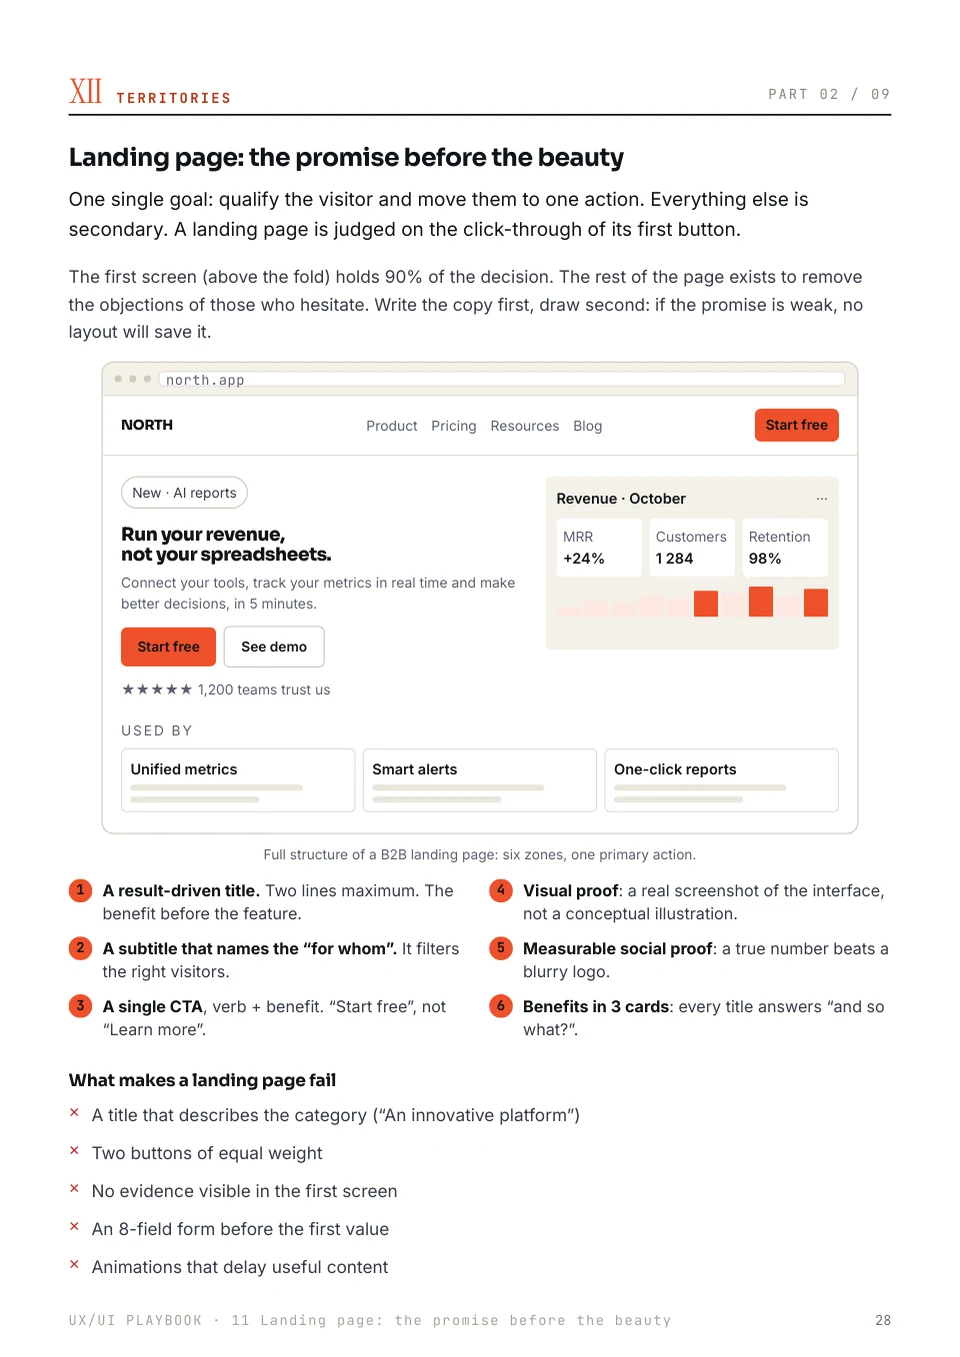 XII TERRITORIES
PART 02 / 09
Landing page: the promise before the beauty
One single goal: qualify the visitor and move them to one action. Everything else is
secondary. A landing page is judged on the click-through of its first button.
The first screen (above the fold) holds 90% of the decision. The rest of the page exists to remove
the objections of those who hesitate. Write the copy first, draw second: if the promise is weak, no
layout will save it.
north.app
NORTH
Product Pricing Resources Blog
Start free
New · AI reports
Run your revenue,
not your spreadsheets.
Connect your tools, track your metrics in real time and make
better decisions, in 5 minutes.
Start free
See demo
★★★★★ 1,200 teams trust us
Revenue · October
···
MRR
+24%
Customers
1 284
Retention
98%
USED BY
Unified metrics
Smart alerts
One-click reports
Full structure of a B2B landing page: six zones, one primary action.
1 A result-driven title. Two lines maximum. The
benefit before the feature.
2 A subtitle that names the “for whom”. It filters
the right visitors.
3 A single CTA, verb + benefit. “Start free”, not
“Learn more”.
4 Visual proof: a real screenshot of the interface,
not a conceptual illustration.
5 Measurable social proof: a true number beats a
blurry logo.
6 Benefits in 3 cards: every title answers “and so
what?”.
What makes a landing page fail
× A title that describes the category (“An innovative platform”)
× Two buttons of equal weight
× No evidence visible in the first screen
× An 8-field form before the first value
× Animations that delay useful content
UX/UI PLAYBOOK · 11 Landing page: the promise before the beauty
28